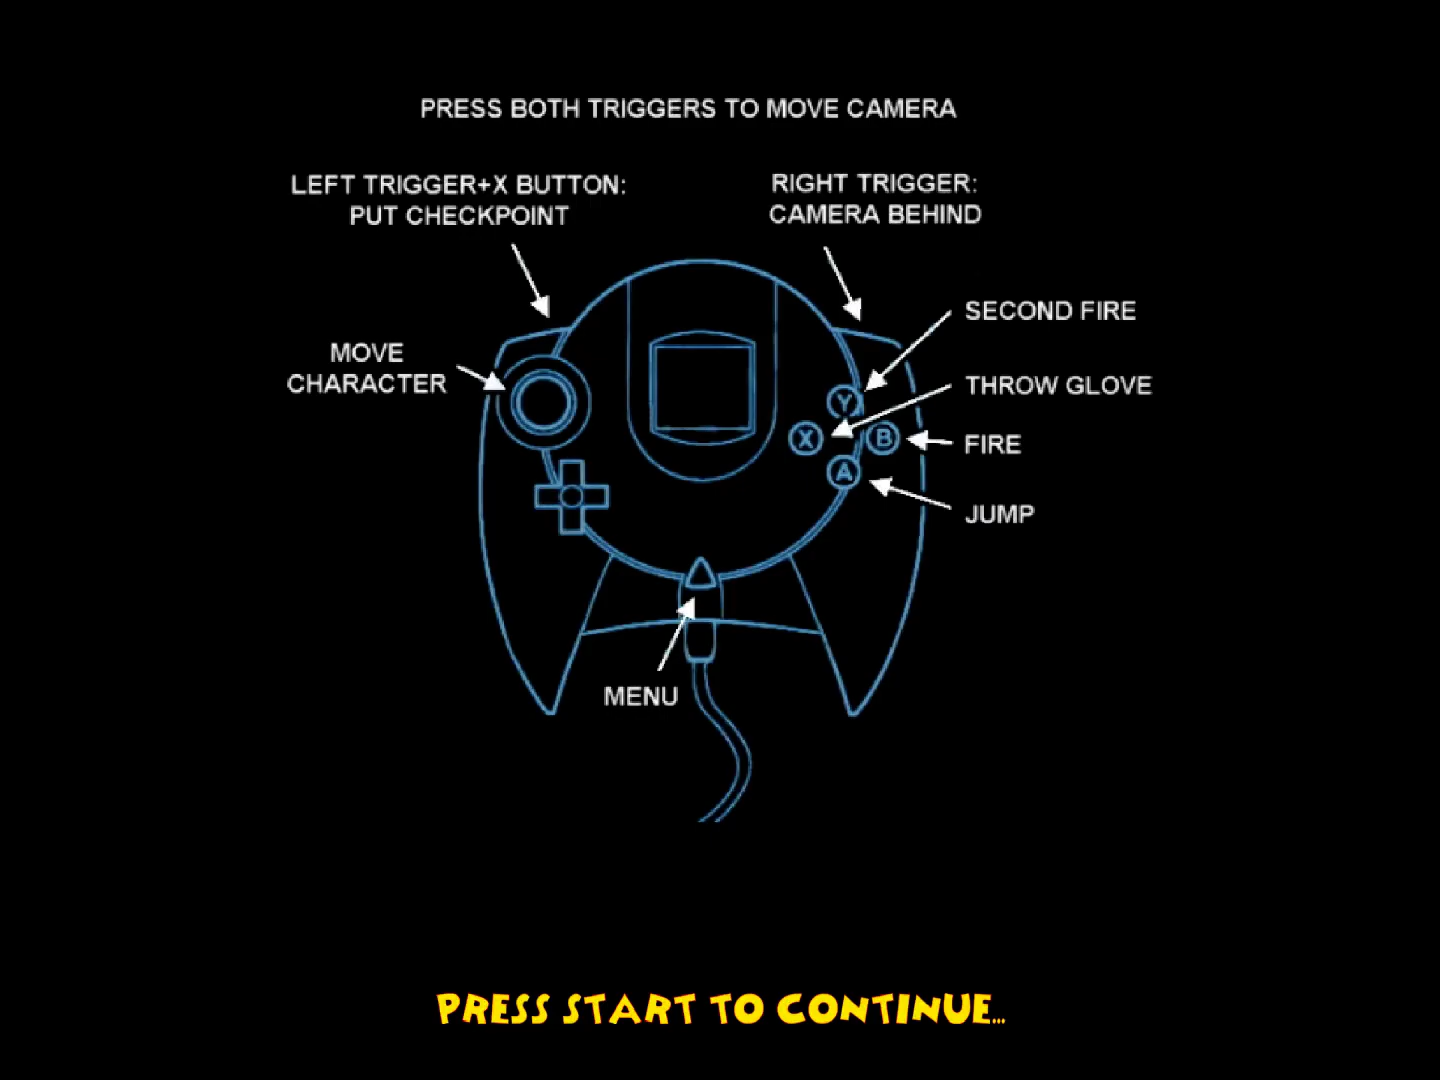 PRESS BOTH TRIGGERS TO MOVE CAMERA
LEFT TRIGGER+X BUTTON:
PUT CHECKPOINT
RIGHT TRIGGER:
CAMERA BEHIND
SECOND FIRE
MOVE
CHARACTER
THROW GLOVE
Y
X
B
FIRE
A
JUMP
MENU
PRESS START TO CONTINUE...